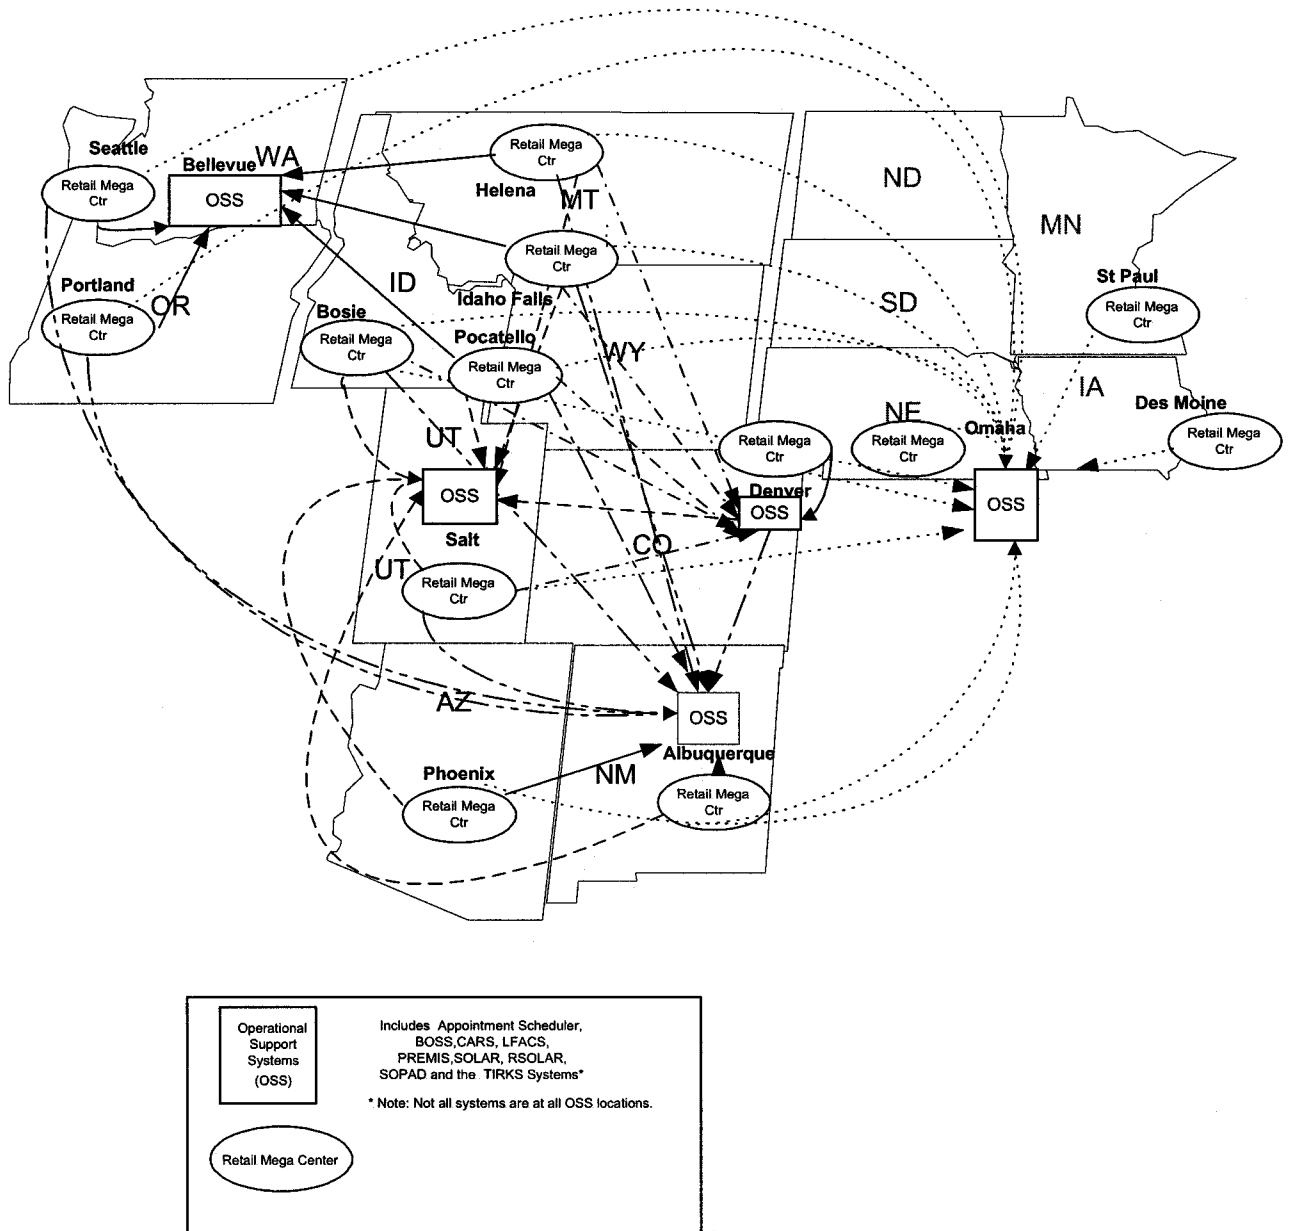 Seattle
Retail Mega
Ctr
Bellevue
WA
OSS
Retail Mega
Ctr
Helena
MT
ND
MN
Portland
Retail Mega
Ctr
OR
ID
Retail Mega
Ctr
Idaho Falls
SD
St Paul
Retail Mega
Ctr
Bosie
Retail Mega
Ctr
Pocatello
Retail Mega
Ctr
WY
IA
Des Moine
Retail Mega
Ctr
UT
Retail Mega
Ctr
Denver
OSS
NE
Retail Mega
Ctr
Omaha
OSS
OSS
Salt
UT
Retail Mega
Ctr
CO
AZ
OSS
Albuquerque
Phoenix
Retail Mega
Ctr
NM
Retail Mega
Ctr
Operational
Support
Systems
(OSS)
Includes Appointment Scheduler,
BOSS,CARS, LFACS,
PREMIS,SOLAR, RSOLAR,
SOPAD and the TIRKS Systems*
* Note: Not all systems are at all OSS locations.
Retail Mega Center